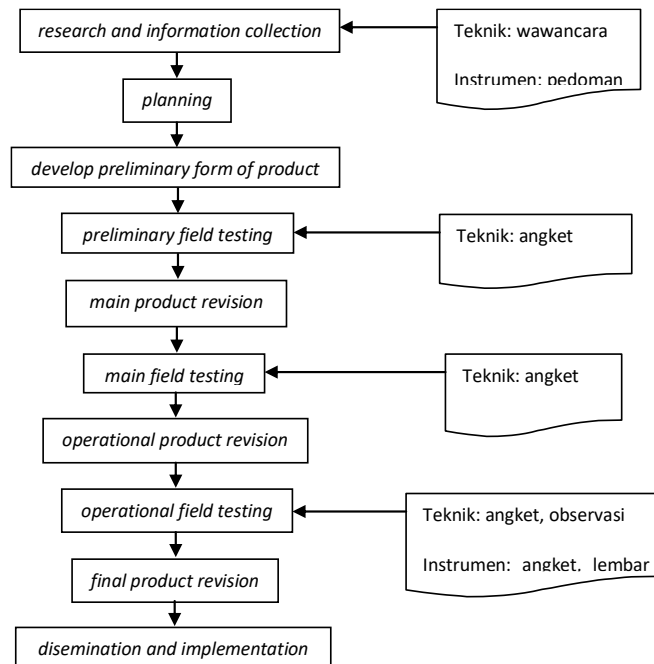 research and information collection
Teknik: wawancara
Instrumen: pedoman
planning
develop preliminary form of product
preliminary field testing
Teknik: angket
main product revision
main field testing
Teknik: angket
operational product revision
operational field testing
Teknik: angket, observasi
Instrumen: angket, lembar
final product revision
disemination and implementation